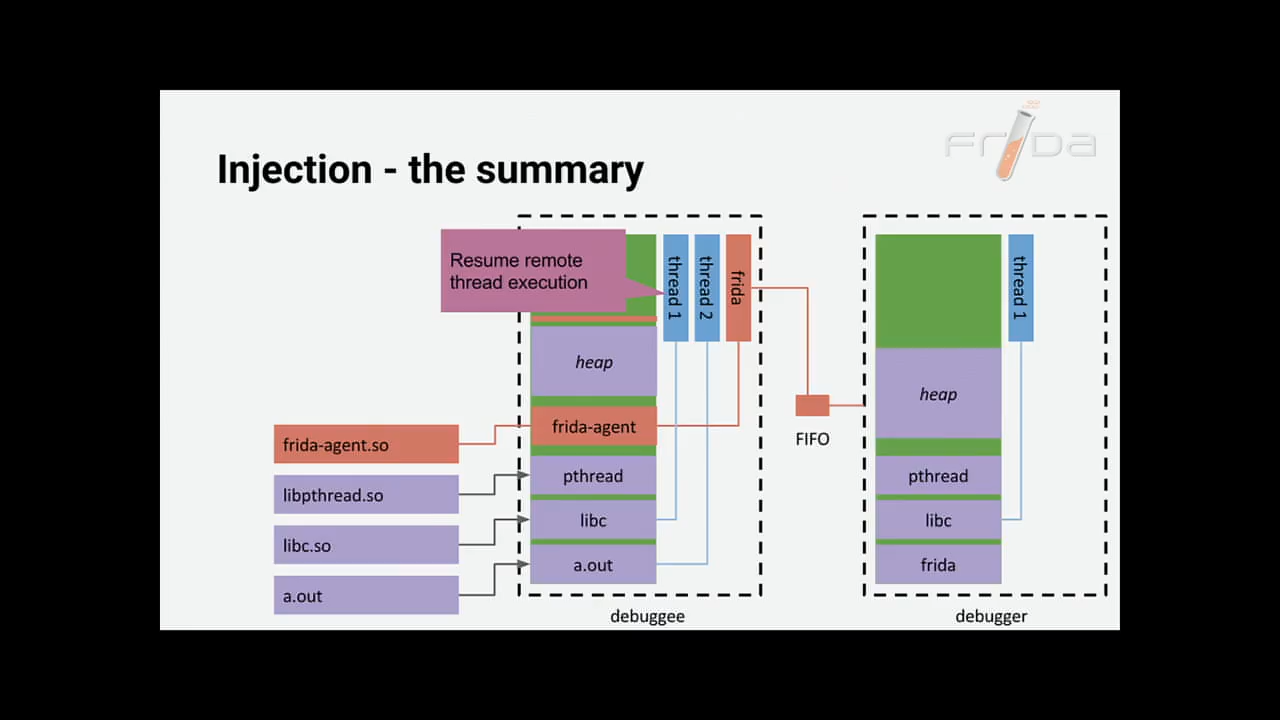 FRIDA
Injection - the summary
Resume remote
thread execution
thread 1
thread 2
frida
thread 1
heap
heap
frida-agent
frida-agent.so
FIFO
pthread
pthread
libpthread.so
libc
libc
libc.so
a.out
frida
a.out
debuggee
debugger